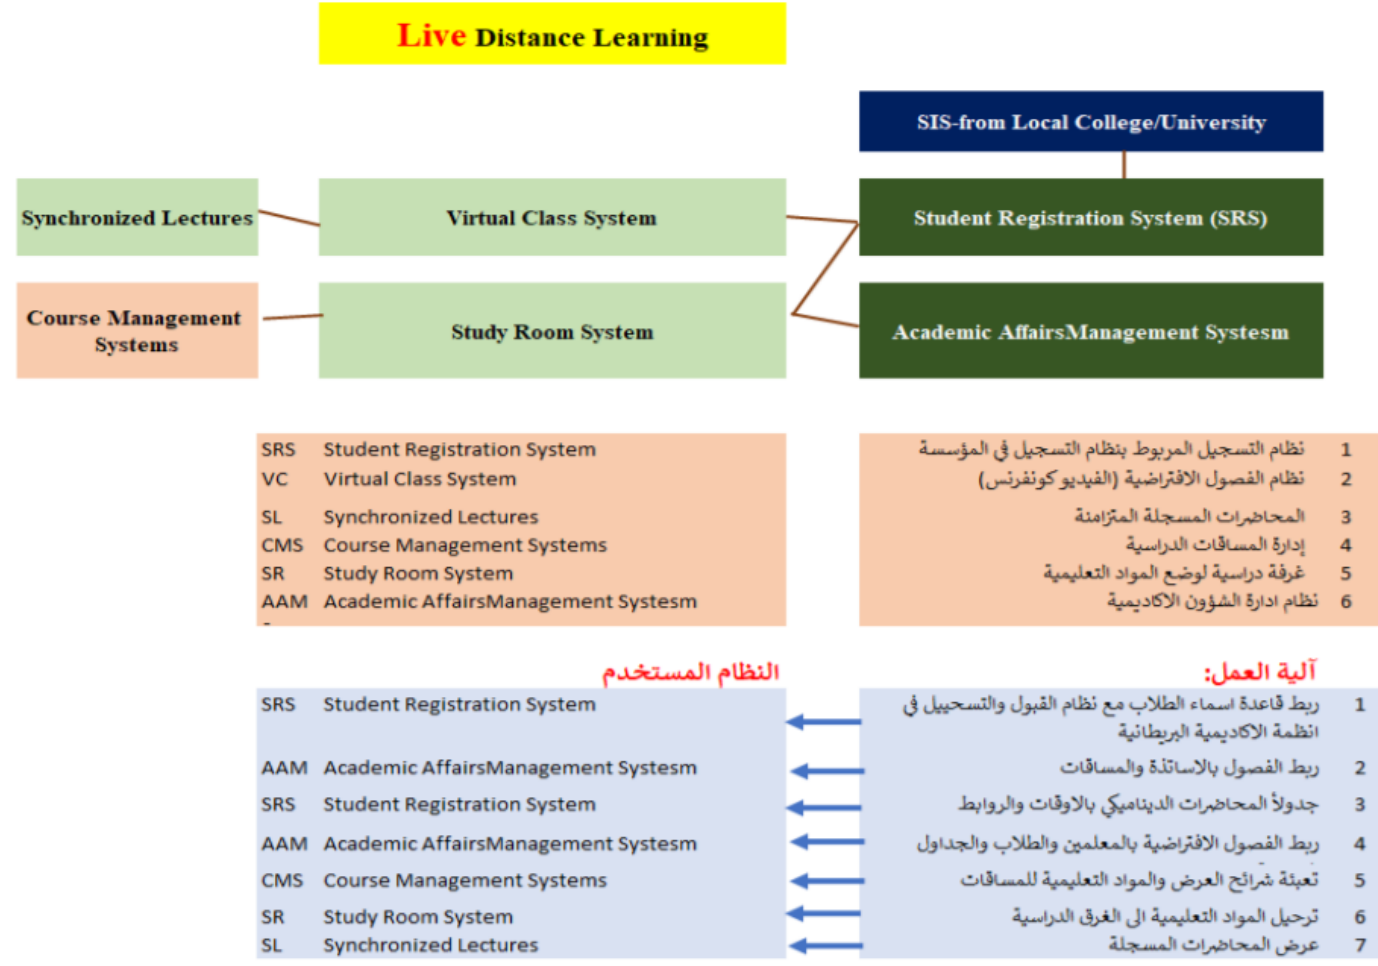 Live Distance Learning
SIS-from Local College/University
Synchronized Lectures
Virtual Class System
Student Registration System (SRS)
Course Management
Systems
Study Room System
Academic AffairsManagement Systesm
SRS Student Registration System
VC Virtual Class System
SL Synchronized Lectures
CMS Course Management Systems
SR Study Room System
AAM Academic AffairsManagement Systesm
1 نظام التسجيل المربوط بنظام التسجيل في المؤسسة
2 نظام الفصول الافتراضية (الفيديو كونفرنس)
3 المحاضرات المسجلة المتزامنة
4 إدارة المساقات الدراسية
5 غرفة دراسية لوضع المواد التعليمية
6 نظام ادارة الشؤون الاكاديمية
آلية العمل:
النظام المستخدم
1 ربط قاعدة اسماء الطلاب مع نظام القبول والتسحييل في
انظمة الاكاديمية البريطانية
SRS Student Registration System
2 ربط الفصول بالاساتذة والمساقات
AAM Academic AffairsManagement Systesm
3 جدولأ المحاضرات الديناميكي بالاوقات والروابط
SRS Student Registration System
4 ربط الفصول الافتراضية بالمعلمين والطلاب والجداول
AAM Academic AffairsManagement Systesm
5 تعبئة شرائح العرض والمواد التعليمية للمساقات
CMS Course Management Systems
6 ترحيل المواد التعليمية الى الغرق الدراسية
SR Study Room System
7 عرض المحاضرات المسجلة
SL Synchronized Lectures